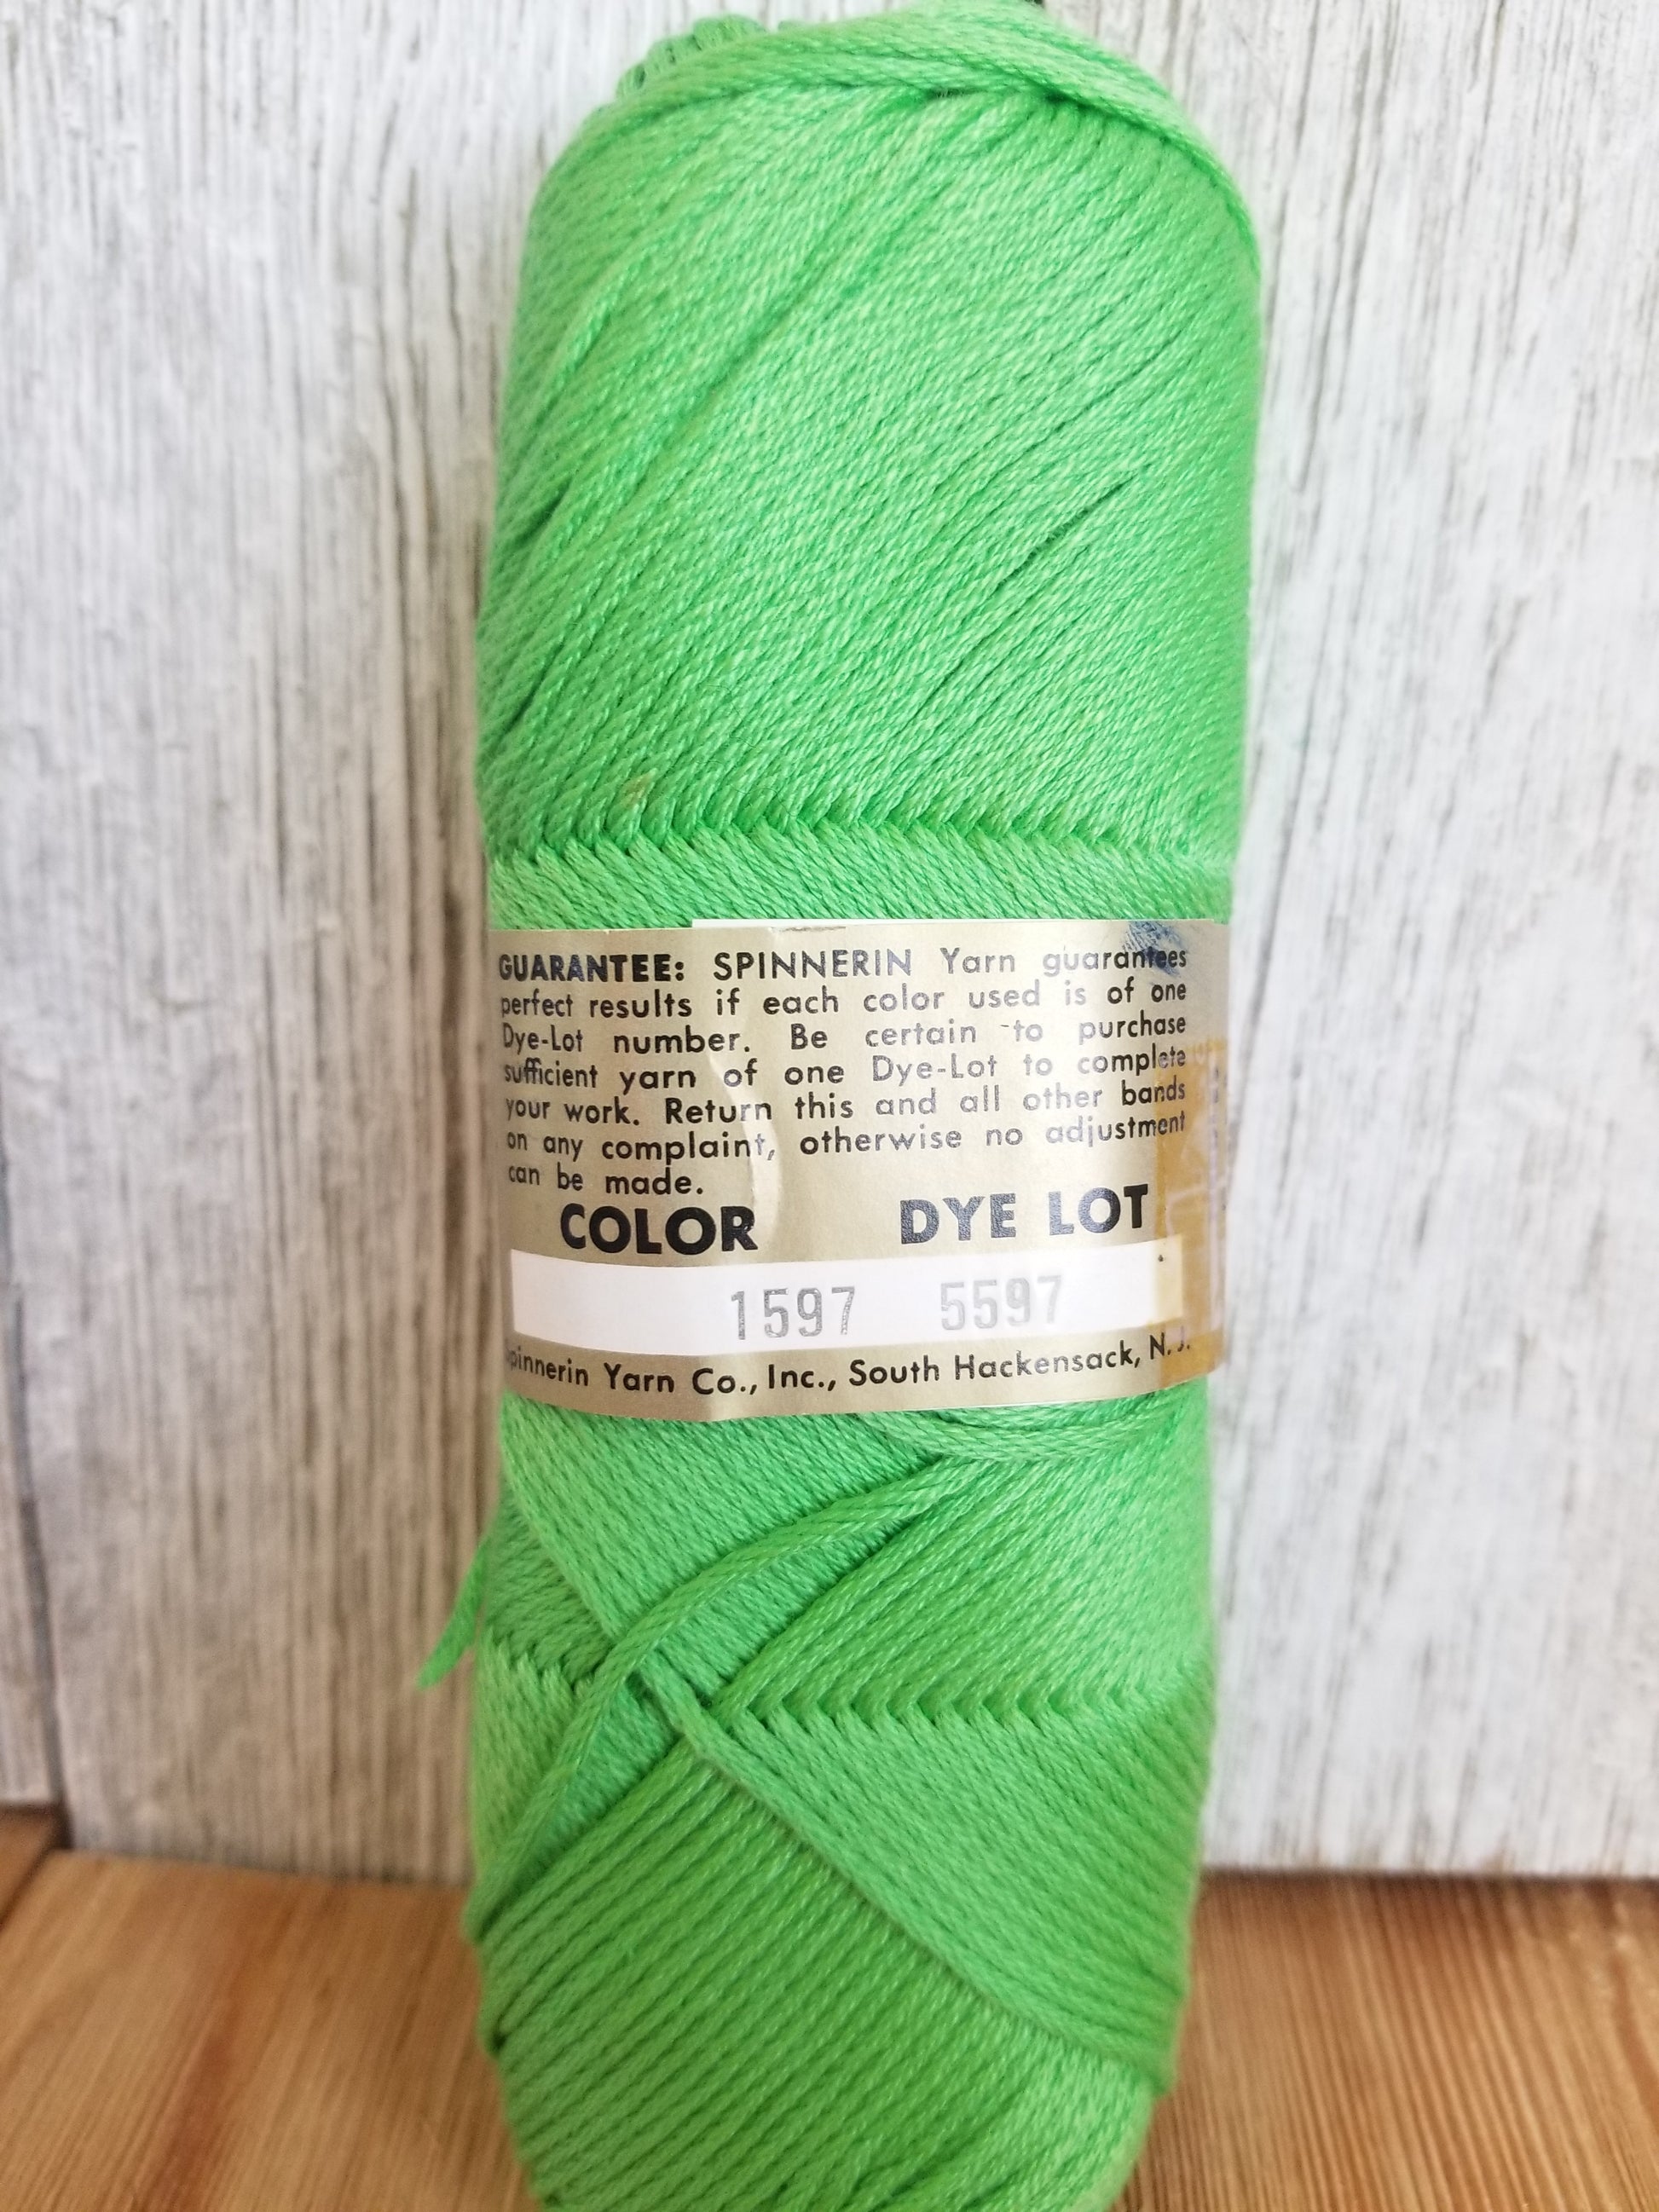 GUARANTEE: SPINNERIN Yarn guarantees
perfect results if each color used is of one
Dye-Lot number. Be certain to purchase
sufficient yarn of one Dye-Lot to complete
your work. Return this and all other bands
on any complaint, otherwise no adjustment
can be made.
COLOR DYE LOT
1597 5597
Spinnerin Yarn Co., Inc., South Hackensack, N. J.